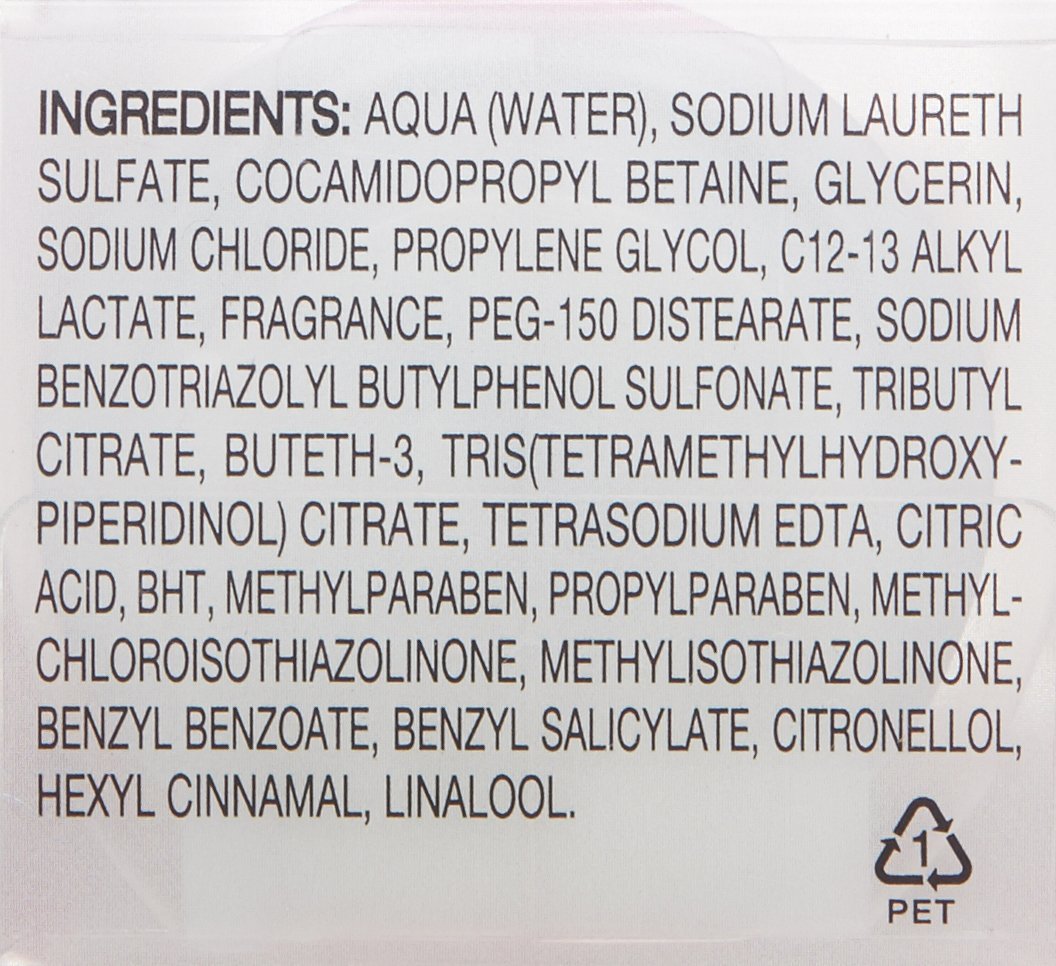 INGREDIENTS: AQUA (WATER), SODIUM LAURETH
SULFATE, COCAMIDOPROPYL BETAINE, GLYCERIN,
SODIUM CHLORIDE, PROPYLENE GLYCOL, C12-13 ALKYL
LACTATE, FRAGRANCE, PEG-150 DISTEARATE, SODIUM
BENZOTRIAZOLYL BUTYLPHENOL SULFONATE, TRIBUTYL
CITRATE, BUTETH-3, TRIS(TETRAMETHYLHYDROXY-
PIPERIDINOL) CITRATE, TETRASODIUM EDTA, CITRIC
ACID, BHT, METHYLPARABEN, PROPYLPARABEN, METHYL-
CHLOROISOTHIAZOLINONE, METHYLISOTHIAZOLINONE,
BENZYL BENZOATE, BENZYL SALICYLATE, CITRONELLOL,
HEXYL CINNAMAL, LINALOOL.
1
PET